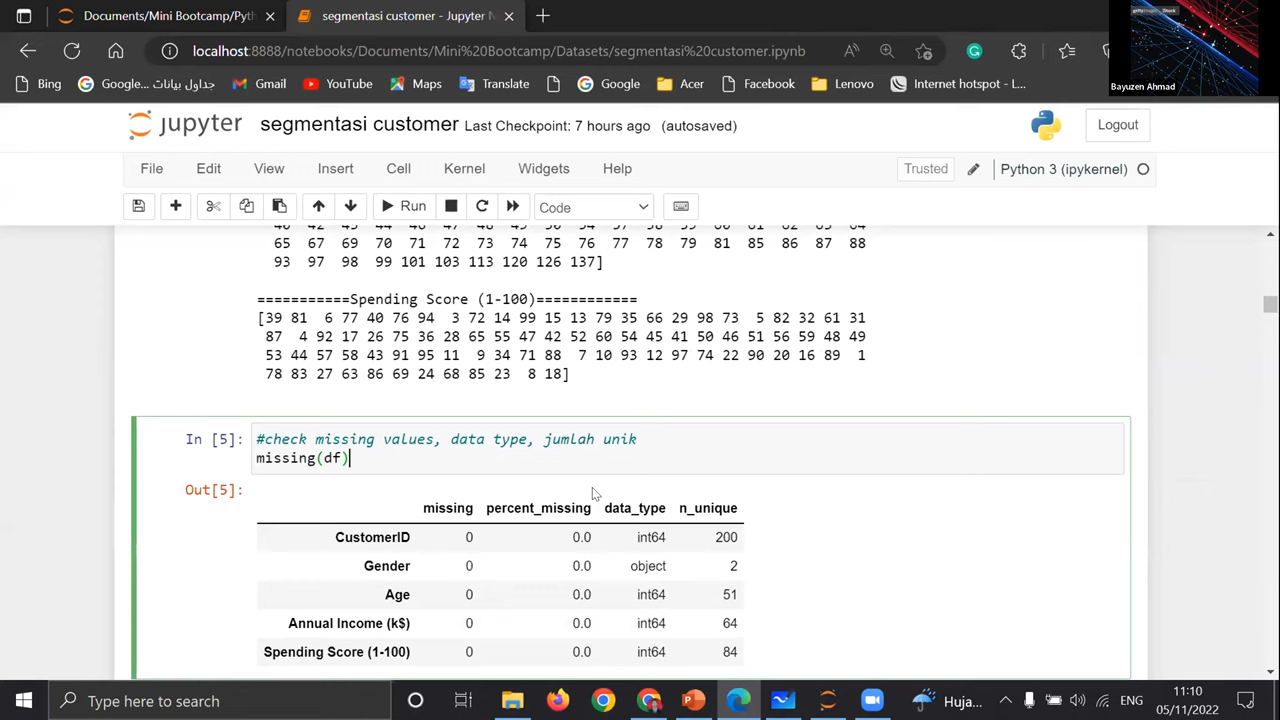 Documents/Mini Bootcamp/Pyt
segmentasi customer - Jupyter N
gettyimages iStock
localhost:8888/notebooks/Documents/Mini%20Bootcamp/Datasets/segmentasi%20customer.ipynb
Bayuzen Ahmad
Bing Google... جداول بيانات Gmail YouTube Maps Translate Google Acer Facebook Lenovo Internet hotspot - L...
jupyter segmentasi customer Last Checkpoint: 7 hours ago (autosaved) Logout
File Edit View Insert Cell Kernel Widgets Help Trusted Python 3 (ipykernel)
Run Code
65 67 69 70 71 72 73 74 75 76 77 78 79 81 85 86 87 88
93 97 98 99 101 103 113 120 126 137]
===========Spending Score (1-100)============
[39 81 6 77 40 76 94 3 72 14 99 15 13 79 35 66 29 98 73 5 82 32 61 31
87 4 92 17 26 75 36 28 65 55 47 42 52 60 54 45 41 50 46 51 56 59 48 49
53 44 57 58 43 91 95 11 9 34 71 88 7 10 93 12 97 74 22 90 20 16 89 1
78 83 27 63 86 69 24 68 85 23 8 18]
In [5]: #check missing values, data type, jumlah unik
missing(df)
Out[5]:
missing percent_missing data_type n_unique
CustomerID 0 0.0 int64 200
Gender 0 0.0 object 2
Age 0 0.0 int64 51
Annual Income (k$) 0 0.0 int64 64
Spending Score (1-100) 0 0.0 int64 84
Type here to search Huja... ENG 11:10
05/11/2022